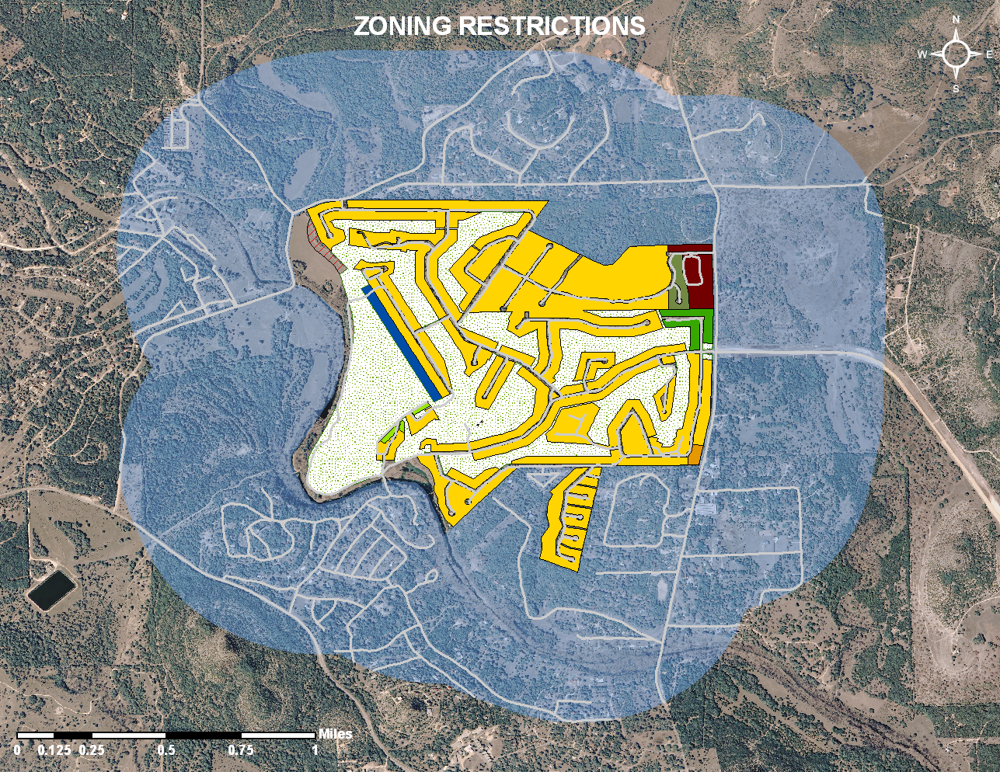 ZONING RESTRICTIONS
N
W E
S
Miles
0 0.125 0.25 0.5 0.75 1